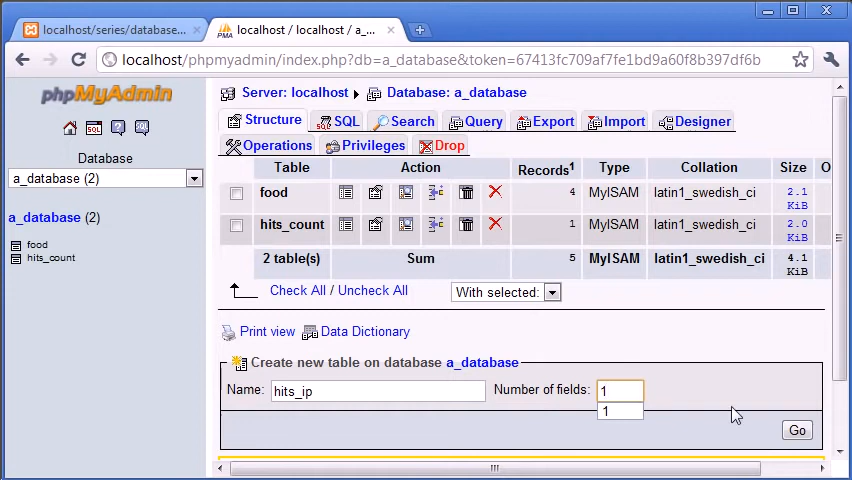 localhost/series/database...
localhost / localhost / a_...
localhost/phpmyadmin/index.php?db=a_database&token=67413fc709af7fe1bd9a60f8b397df6b
phpMyAdmin
Database
a_database (2)
a_database (2)
food
hits_count
Server: localhost Database: a_database
Structure SQL Search Query Export Import Designer
Operations Privileges Drop
Table Action Records1 Type Collation Size O
food 4 MyISAM latin1_swedish_ci 2.1 KiB
hits_count 1 MyISAM latin1_swedish_ci 2.0 KiB
2 table(s) Sum 5 MyISAM latin1_swedish_ci 4.1 KiB
Check All / Uncheck All With selected:
Print view Data Dictionary
Create new table on database a_database
Name: hits_ip Number of fields: 1
1
Go